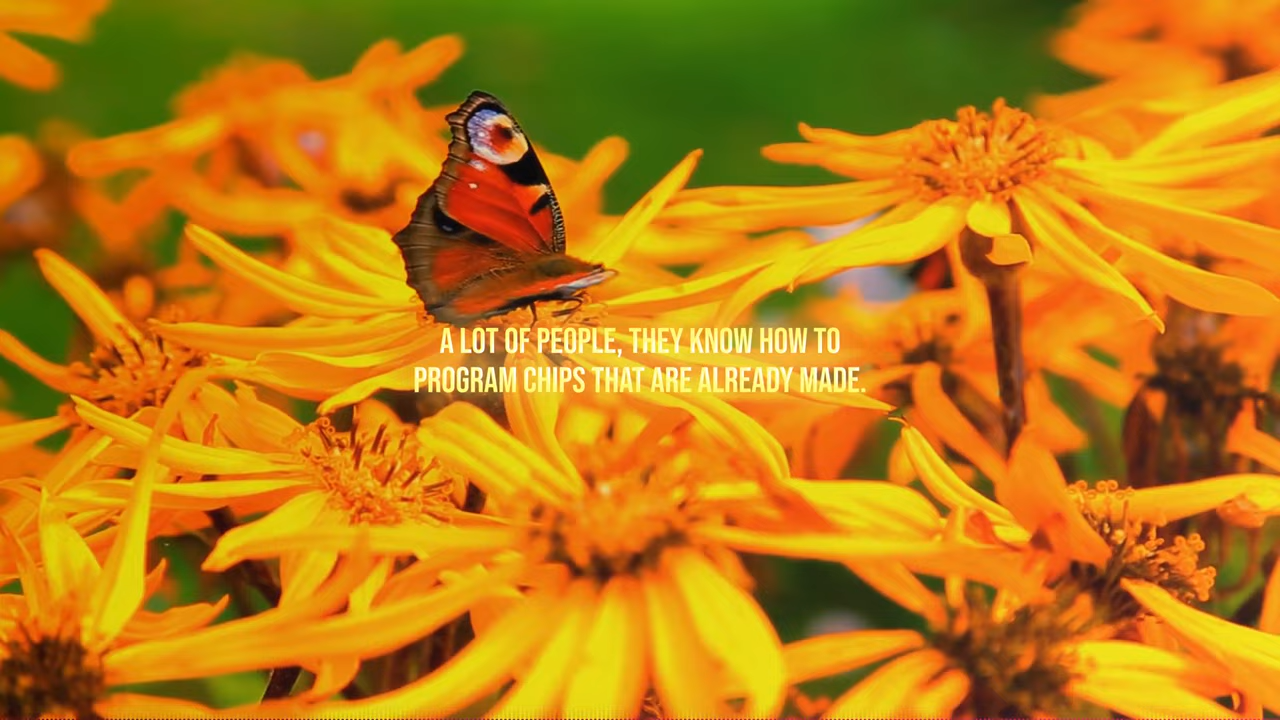 A LOT OF PEOPLE, THEY KNOW HOW TO
PROGRAM CHIPS THAT ARE ALREADY MADE.